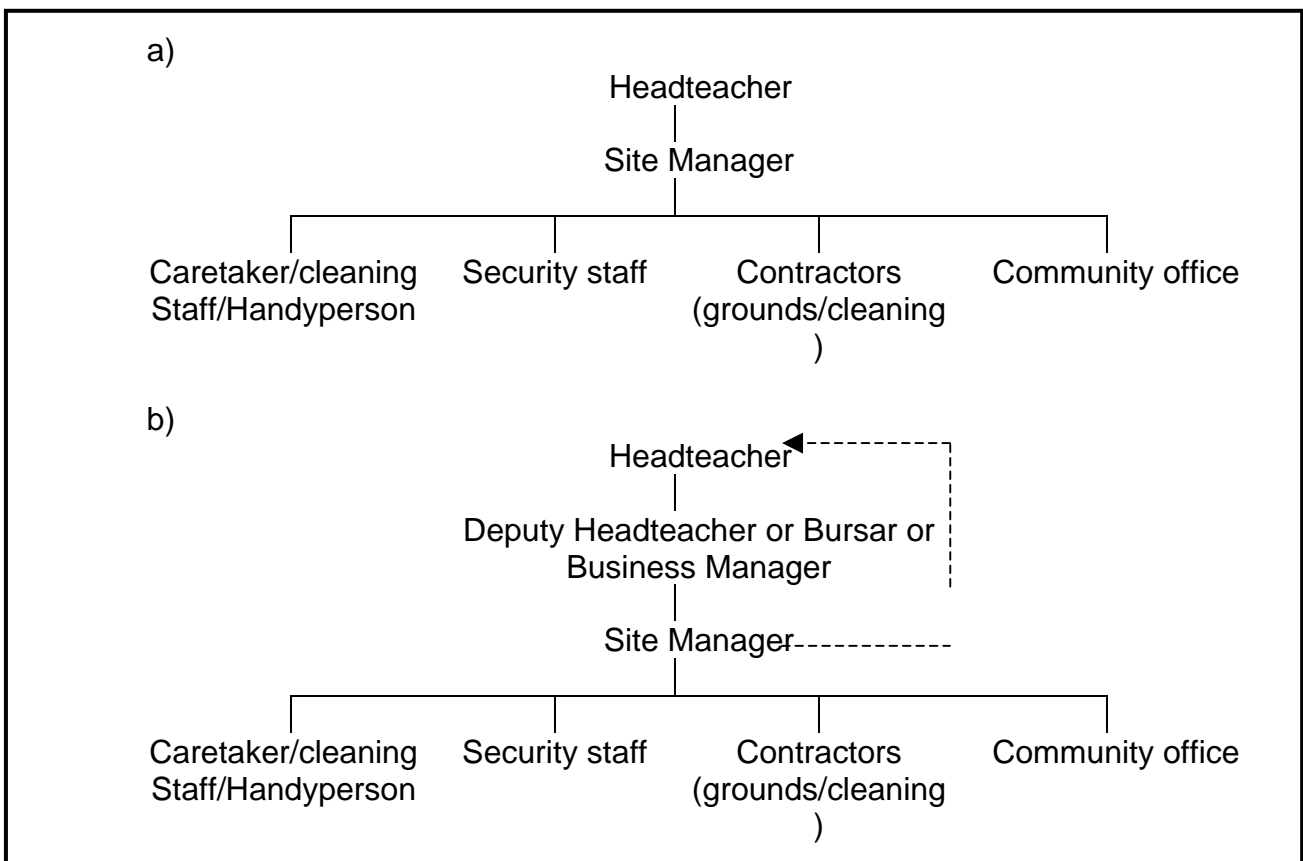 a)
Headteacher
Site Manager
Caretaker/cleaning Staff/Handyperson
Security staff
Contractors
(grounds/cleaning
)
Community office
b)
Headteacher
Deputy Headteacher or Bursar or
Business Manager
Site Manager
Caretaker/cleaning
Staff/Handyperson
Security staff
Contractors
(grounds/cleaning
)
Community office